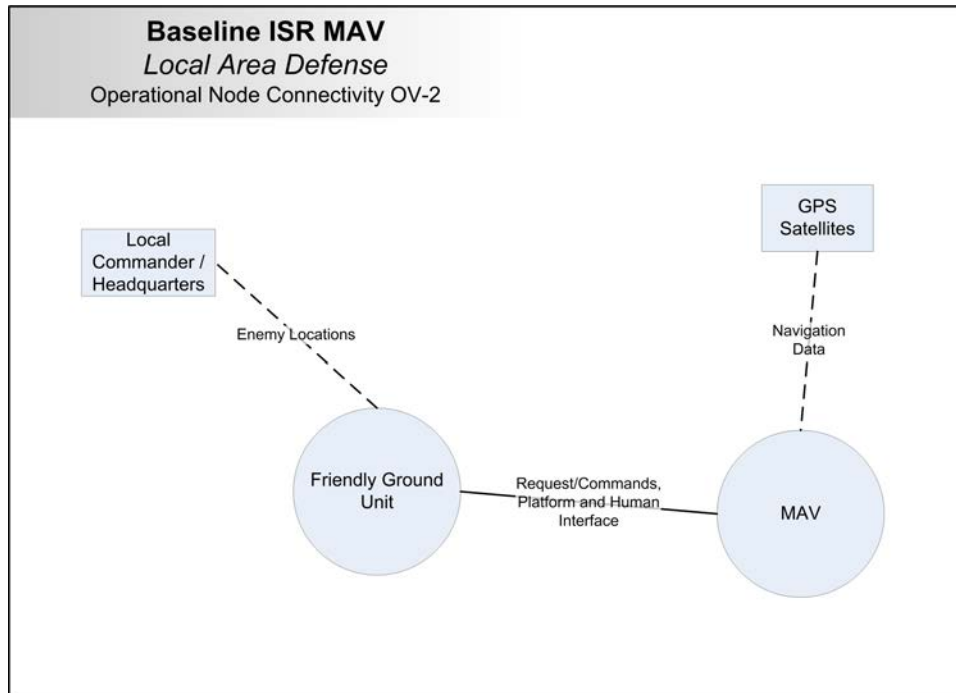 Baseline ISR MAV
Local Area Defense
Operational Node Connectivity OV-2
GPS
Satellites
Local
Commander /
Headquarters
Enemy Locations
Navigation
Data
Friendly Ground
Unit
Request/Commands,
Platform and Human
Interface
MAV